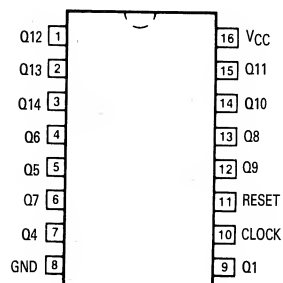 Q12 1 16 VCC
Q13 2 15 Q11
Q14 3 14 Q10
Q6 4 13 Q8
Q5 5 12 Q9
Q7 6 11 RESET
Q4 7 10 CLOCK
GND 8 9 Q1